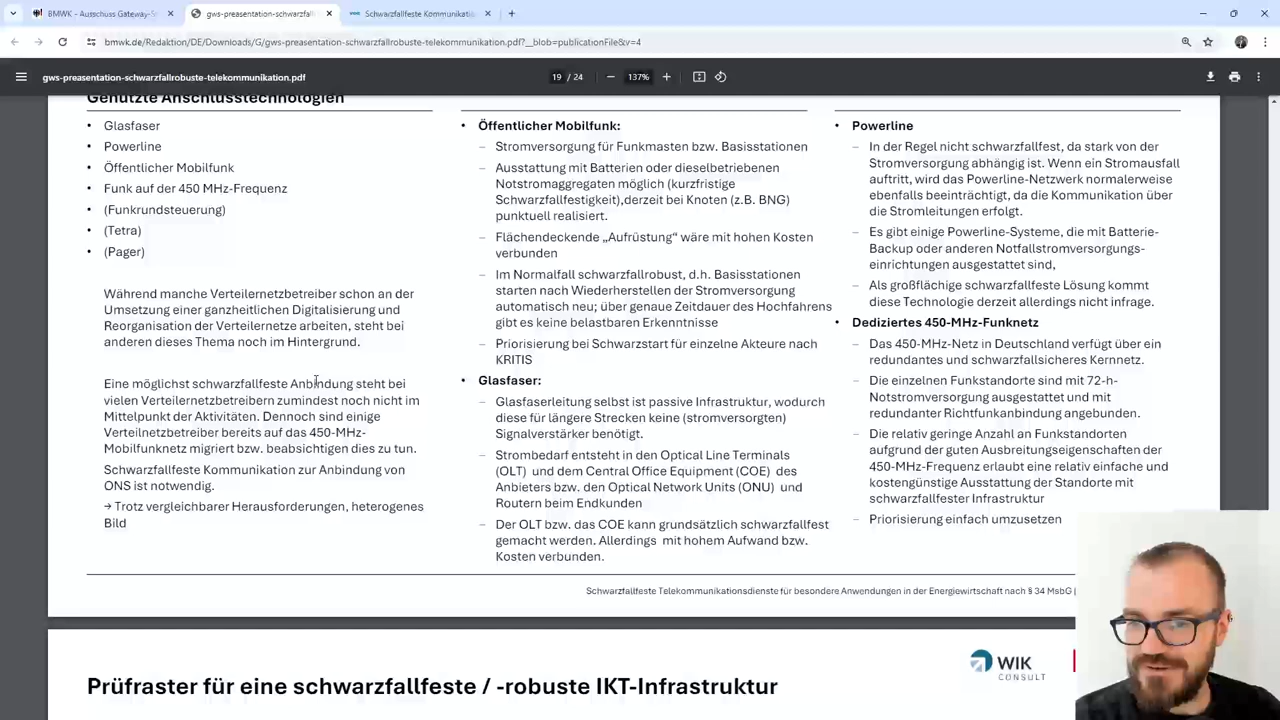 BMWK - Ausschuss Gateway-S
gws-preasentation-schwarzfall
Schwarzfallfeste Kommunikati
bmwk.de/Redaktion/DE/Downloads/G/gws-preasentation-schwarzfallrobuste-telekommunikation.pdf?__blob=publicationFile&v=4
gws-preasentation-schwarzfallrobuste-telekommunikation.pdf
19 / 24
137%
Genutzte Anschlusstechnologien
• Glasfaser
• Powerline
• Öffentlicher Mobilfunk
• Funk auf der 450 MHz-Frequenz
• (Funkrundsteuerung)
• (Tetra)
• (Pager)
Während manche Verteilernetzbetreiber schon an der
Umsetzung einer ganzheitlichen Digitalisierung und
Reorganisation der Verteilernetze arbeiten, steht bei
anderen dieses Thema noch im Hintergrund.
Eine möglichst schwarzfallfeste Anbindung steht bei
vielen Verteilernetzbetreibern zumindest noch nicht im
Mittelpunkt der Aktivitäten. Dennoch sind einige
Verteilnetzbetreiber bereits auf das 450-MHz-
Mobilfunknetz migriert bzw. beabsichtigen dies zu tun.
Schwarzfallfeste Kommunikation zur Anbindung von
ONS ist notwendig.
→ Trotz vergleichbarer Herausforderungen, heterogenes
Bild
• Öffentlicher Mobilfunk:
– Stromversorgung für Funkmasten bzw. Basisstationen
– Ausstattung mit Batterien oder dieselbetriebenen
Notstromaggregaten möglich (kurzfristige
Schwarzfallfestigkeit),derzeit bei Knoten (z.B. BNG)
punktuell realisiert.
– Flächendeckende „Aufrüstung“ wäre mit hohen Kosten
verbunden
– Im Normalfall schwarzfallrobust, d.h. Basisstationen
starten nach Wiederherstellen der Stromversorgung
automatisch neu; über genaue Zeitdauer des Hochfahrens
gibt es keine belastbaren Erkenntnisse
– Priorisierung bei Schwarzstart für einzelne Akteure nach
KRITIS
• Glasfaser:
– Glasfaserleitung selbst ist passive Infrastruktur, wodurch
diese für längere Strecken keine (stromversorgten)
Signalverstärker benötigt.
– Strombedarf entsteht in den Optical Line Terminals
(OLT) und dem Central Office Equipment (COE) des
Anbieters bzw. den Optical Network Units (ONU) und
Routern beim Endkunden
– Der OLT bzw. das COE kann grundsätzlich schwarzfallfest
gemacht werden. Allerdings mit hohem Aufwand bzw.
Kosten verbunden.
• Powerline
– In der Regel nicht schwarzfallfest, da stark von der
Stromversorgung abhängig ist. Wenn ein Stromausfall
auftritt, wird das Powerline-Netzwerk normalerweise
ebenfalls beeinträchtigt, da die Kommunikation über
die Stromleitungen erfolgt.
– Es gibt einige Powerline-Systeme, die mit Batterie-
Backup oder anderen Notfallstromversorgungs-
einrichtungen ausgestattet sind,
– Als großflächige schwarzfallfeste Lösung kommt
diese Technologie derzeit allerdings nicht infrage.
• Dediziertes 450-MHz-Funknetz
– Das 450-MHz-Netz in Deutschland verfügt über ein
redundantes und schwarzfallsicheres Kernnetz.
– Die einzelnen Funkstandorte sind mit 72-h-
Notstromversorgung ausgestattet und mit
redundanter Richtfunkanbindung angebunden.
– Die relativ geringe Anzahl an Funkstandorten
aufgrund der guten Ausbreitungseigenschaften der
450-MHz-Frequenz erlaubt eine relativ einfache und
kostengünstige Ausstattung der Standorte mit
schwarzfallfester Infrastruktur
– Priorisierung einfach umzusetzen
Schwarzfallfeste Telekommunikationsdienste für besondere Anwendungen in der Energiewirtschaft nach § 34 MsbG |
WIK
CONSULT
Prüfraster für eine schwarzfallfeste / -robuste IKT-Infrastruktur